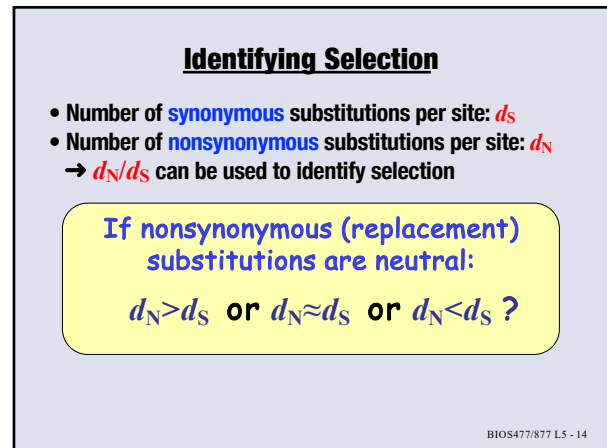 Identifying Selection
• Number of synonymous substitutions per site: dS
• Number of nonsynonymous substitutions per site: dN
➜ dN/dS can be used to identify selection
If nonsynonymous (replacement)
substitutions are neutral:
dN>dS or dN≈dS or dN<dS ?
BIOS477/877 L5 - 14